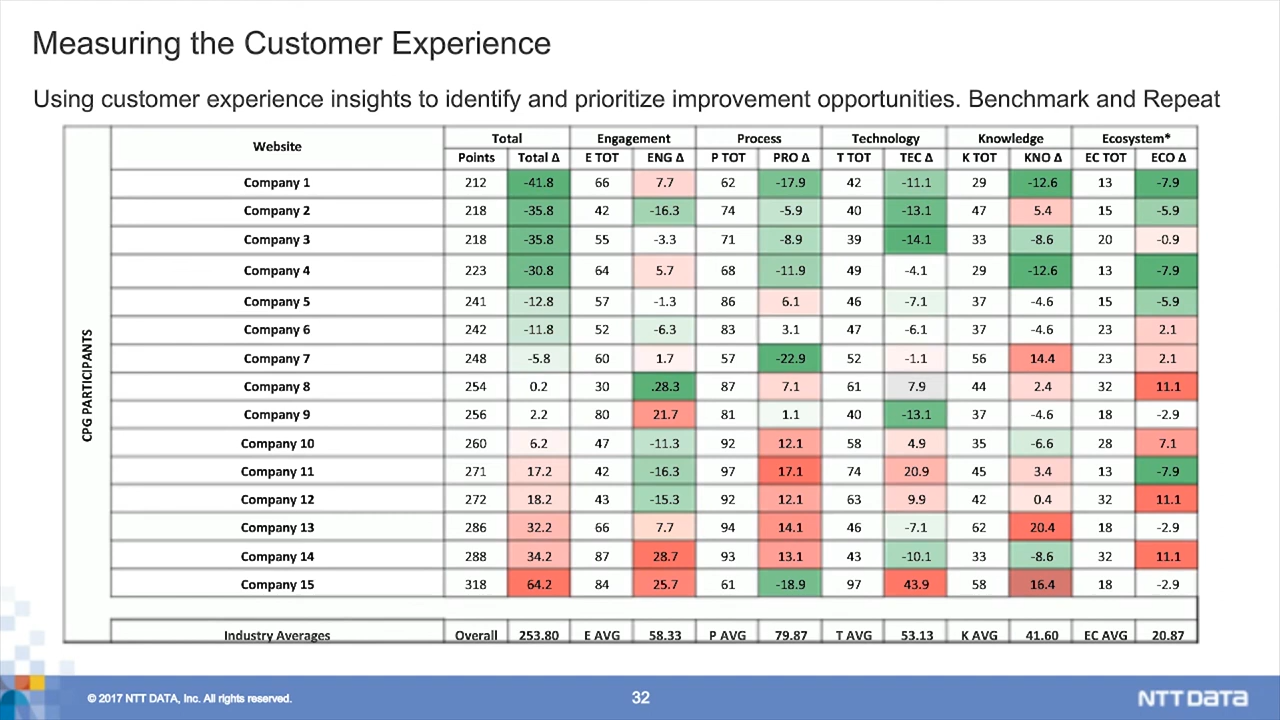 Measuring the Customer Experience
Using customer experience insights to identify and prioritize improvement opportunities. Benchmark and Repeat
CPG PARTICIPANTS
Website Total Engagement Process Technology Knowledge Ecosystem*
Points Total Δ E TOT ENG Δ P TOT PRO Δ T TOT TEC Δ K TOT KNO Δ EC TOT ECO Δ
Company 1 212 -41.8 66 7.7 62 -17.9 42 -11.1 29 -12.6 13 -7.9
Company 2 218 -35.8 42 -16.3 74 -5.9 40 -13.1 47 5.4 15 -5.9
Company 3 218 -35.8 55 -3.3 71 -8.9 39 -14.1 33 -8.6 20 -0.9
Company 4 223 -30.8 64 5.7 68 -11.9 49 -4.1 29 -12.6 13 -7.9
Company 5 241 -12.8 57 -1.3 86 6.1 46 -7.1 37 -4.6 15 -5.9
Company 6 242 -11.8 52 -6.3 83 3.1 47 -6.1 37 -4.6 23 2.1
Company 7 248 -5.8 60 1.7 57 -22.9 52 -1.1 56 14.4 23 2.1
Company 8 254 0.2 30 .28.3 87 7.1 61 7.9 44 2.4 32 11.1
Company 9 256 2.2 80 21.7 81 1.1 40 -13.1 37 -4.6 18 -2.9
Company 10 260 6.2 47 -11.3 92 12.1 58 4.9 35 -6.6 28 7.1
Company 11 271 17.2 42 -16.3 97 17.1 74 20.9 45 3.4 13 -7.9
Company 12 272 18.2 43 -15.3 92 12.1 63 9.9 42 0.4 32 11.1
Company 13 286 32.2 66 7.7 94 14.1 46 -7.1 62 20.4 18 -2.9
Company 14 288 34.2 87 28.7 93 13.1 43 -10.1 33 -8.6 32 11.1
Company 15 318 64.2 84 25.7 61 -18.9 97 43.9 58 16.4 18 -2.9
Industry Averages Overall 253.80 E AVG 58.33 P AVG 79.87 T AVG 53.13 K AVG 41.60 EC AVG 20.87
© 2017 NTT DATA, Inc. All rights reserved.
32
NTT DATA